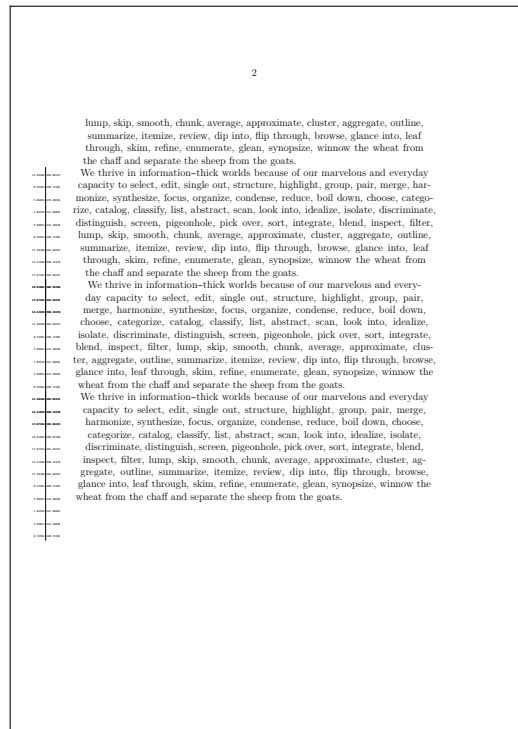 2
lump, skip, smooth, chunk, average, approximate, cluster, aggregate, outline,
summarize, itemize, review, dip into, flip through, browse, glance into, leaf
through, skim, refine, enumerate, glean, synopsize, winnow the wheat from
the chaff and separate the sheep from the goats.
We thrive in information–thick worlds because of our marvelous and everyday
capacity to select, edit, single out, structure, highlight, group, pair, merge, har-
monize, synthesize, focus, organize, condense, reduce, boil down, choose, catego-
rize, catalog, classify, list, abstract, scan, look into, idealize, isolate, discriminate,
distinguish, screen, pigeonhole, pick over, sort, integrate, blend, inspect, filter,
lump, skip, smooth, chunk, average, approximate, cluster, aggregate, outline,
summarize, itemize, review, dip into, flip through, browse, glance into, leaf
through, skim, refine, enumerate, glean, synopsize, winnow the wheat from
the chaff and separate the sheep from the goats.
We thrive in information–thick worlds because of our marvelous and every-
day capacity to select, edit, single out, structure, highlight, group, pair,
merge, harmonize, synthesize, focus, organize, condense, reduce, boil down,
choose, categorize, catalog, classify, list, abstract, scan, look into, idealize,
isolate, discriminate, distinguish, screen, pigeonhole, pick over, sort, integrate,
blend, inspect, filter, lump, skip, smooth, chunk, average, approximate, clus-
ter, aggregate, outline, summarize, itemize, review, dip into, flip through, browse,
glance into, leaf through, skim, refine, enumerate, glean, synopsize, winnow the
wheat from the chaff and separate the sheep from the goats.
We thrive in information–thick worlds because of our marvelous and everyday
capacity to select, edit, single out, structure, highlight, group, pair, merge,
harmonize, synthesize, focus, organize, condense, reduce, boil down, choose,
categorize, catalog, classify, list, abstract, scan, look into, idealize, isolate,
discriminate, distinguish, screen, pigeonhole, pick over, sort, integrate, blend,
inspect, filter, lump, skip, smooth, chunk, average, approximate, cluster, ag-
gregate, outline, summarize, itemize, review, dip into, flip through, browse,
glance into, leaf through, skim, refine, enumerate, glean, synopsize, winnow the
wheat from the chaff and separate the sheep from the goats.